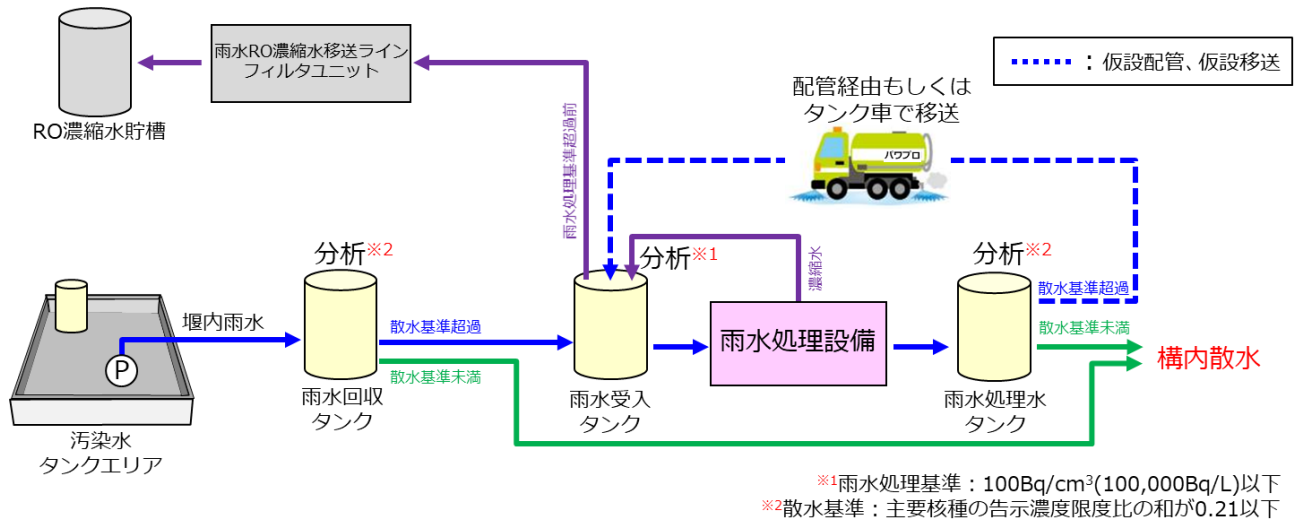 雨水RO濃縮水移送ライン
フィルタユニット
RO濃縮水貯槽
：仮設配管、仮設移送
配管経由もしくは
タンク車で移送
パワプロ
雨水処理基準超過前
分析※2
分析※1
濃縮水
分析※2
散水基準超過
堰内雨水
散水基準超過
雨水処理設備
散水基準未満
P
散水基準未満
構内散水
雨水回収
タンク
雨水受入
タンク
雨水処理水
タンク
汚染水
タンクエリア
※1雨水処理基準：100Bq/cm³(100,000Bq/L)以下
※2散水基準：主要核種の告示濃度限度比の和が0.21以下